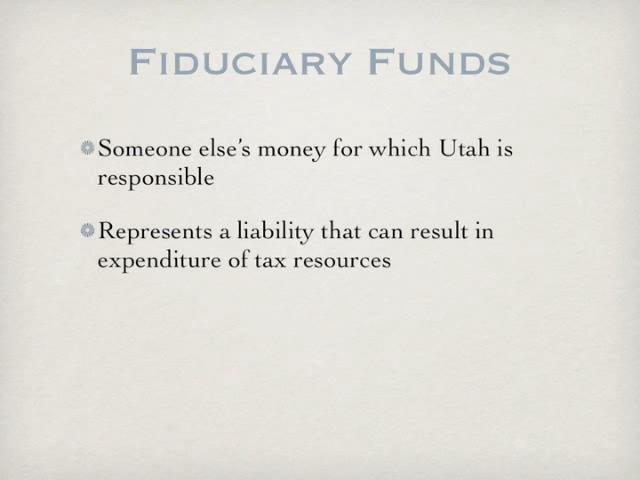 Fiduciary Funds
Someone else’s money for which Utah is
responsible
Represents a liability that can result in
expenditure of tax resources